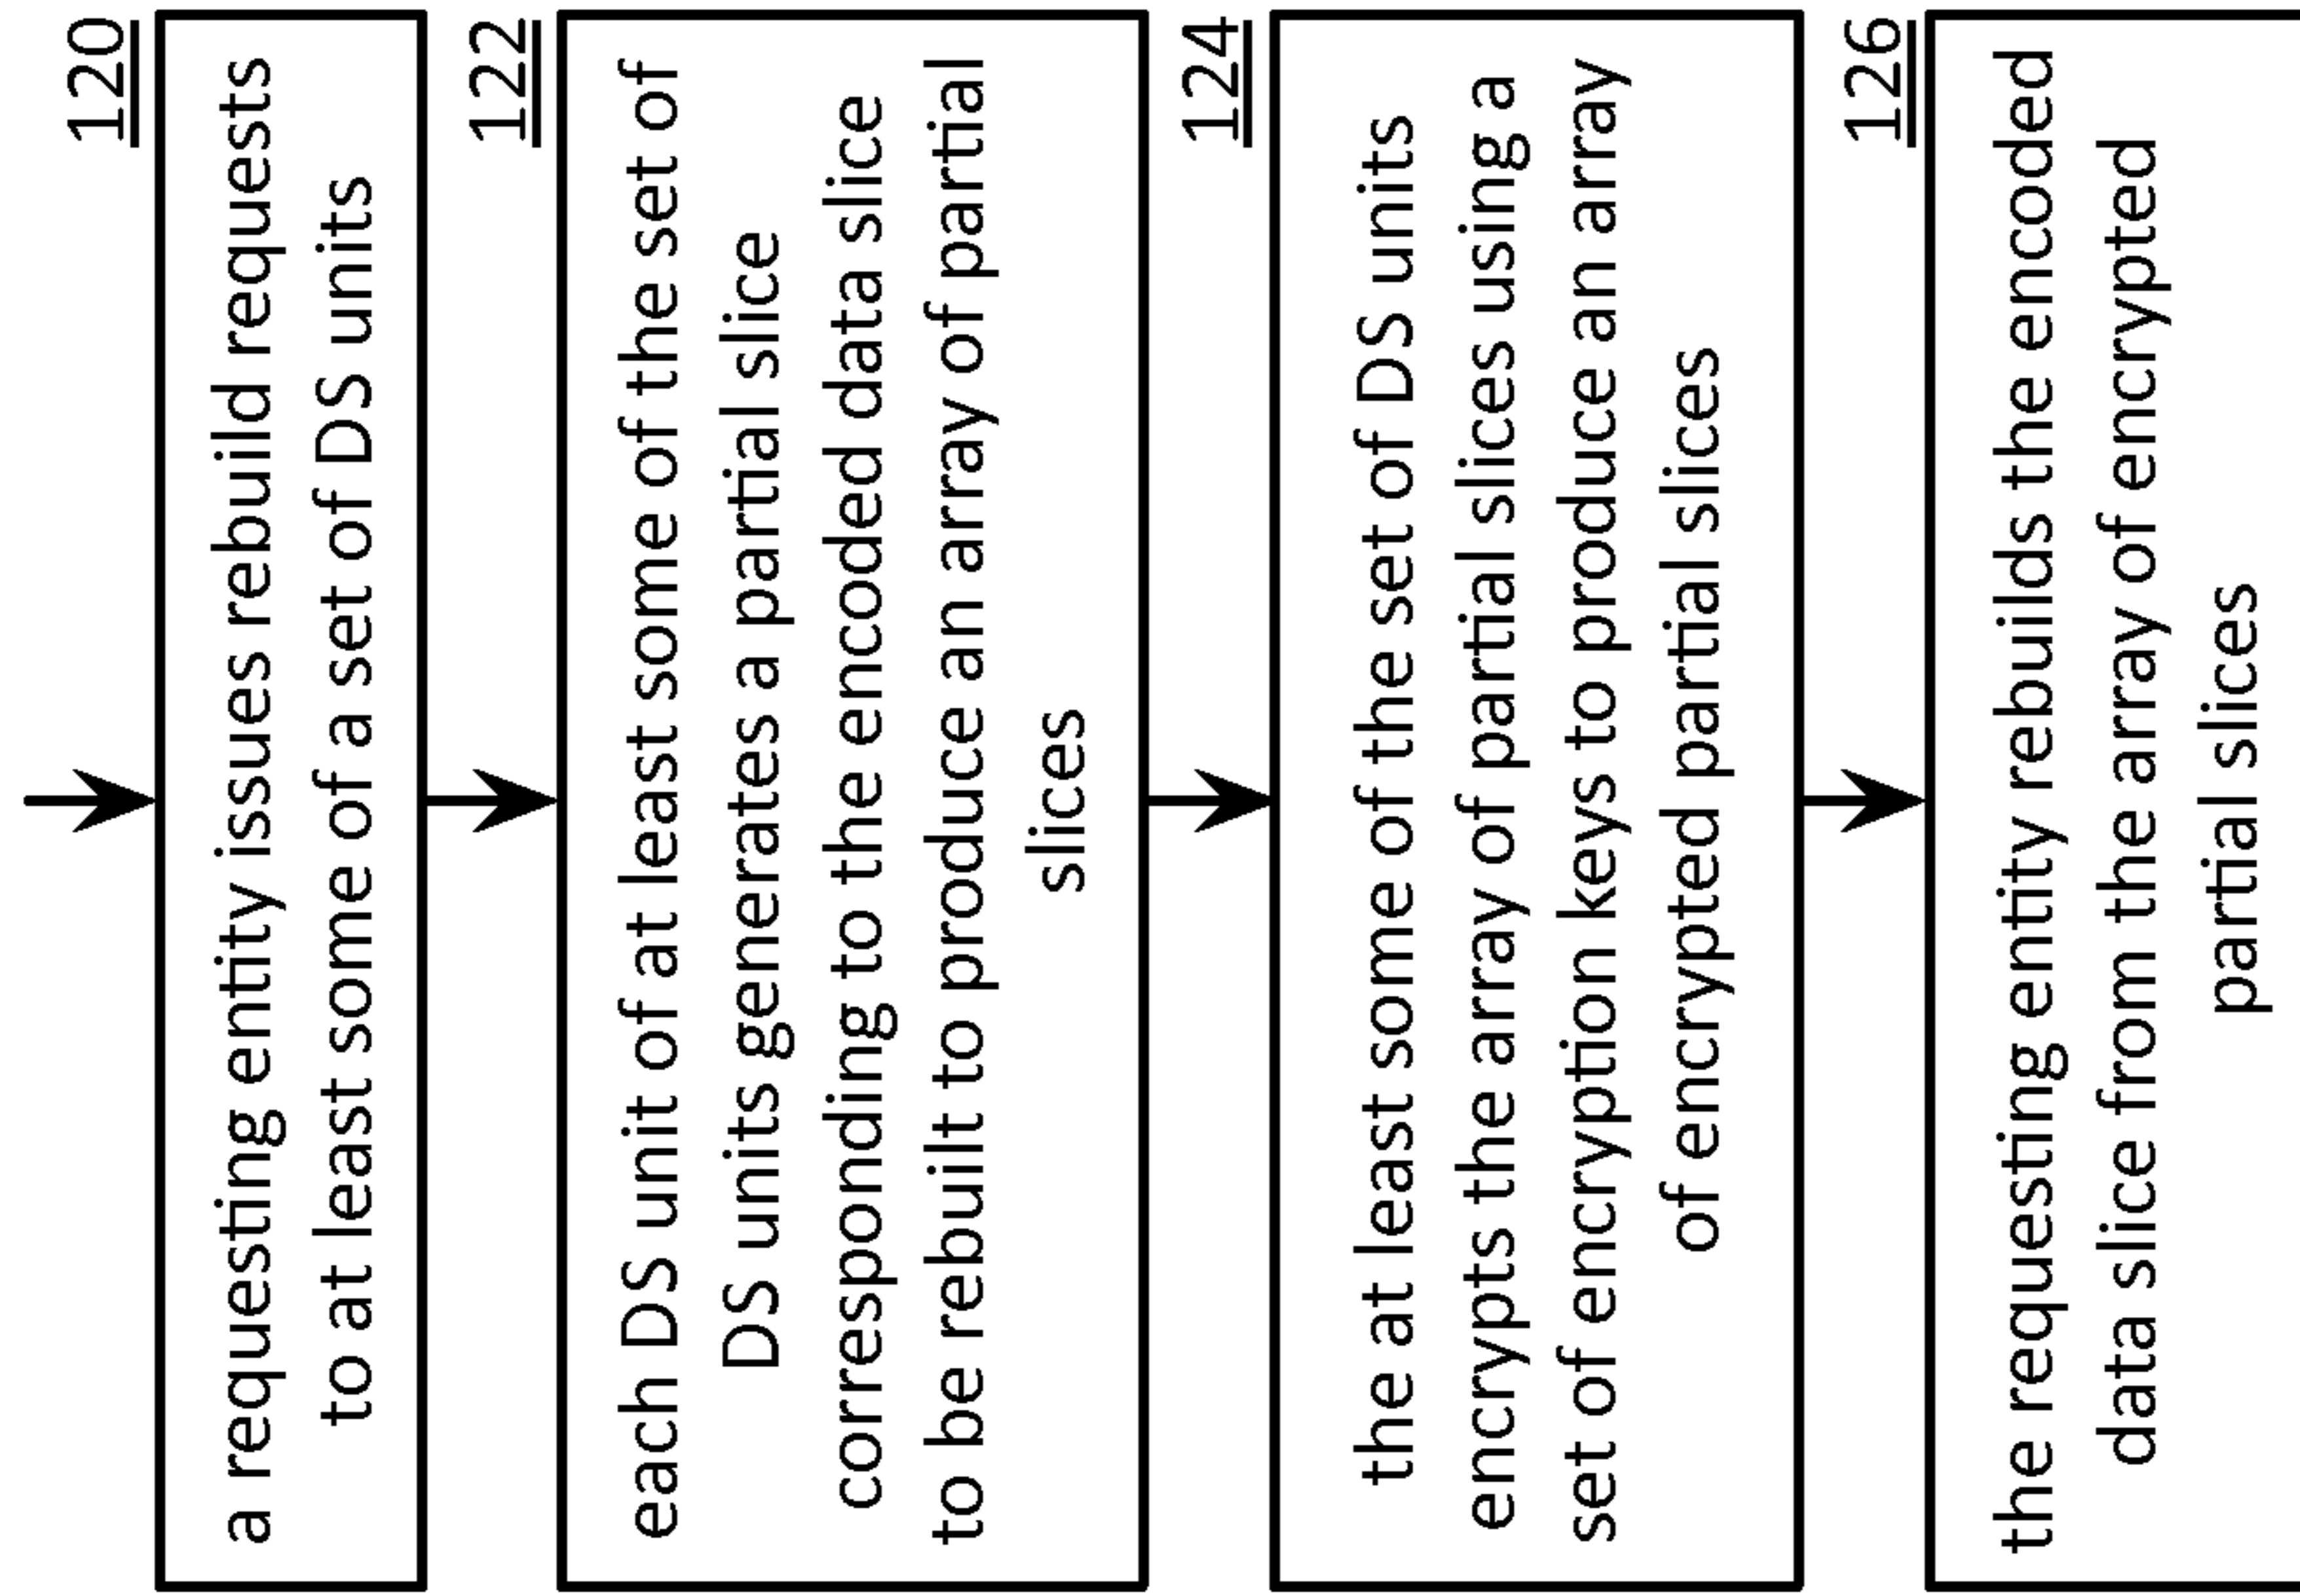 120
a requesting entity issues rebuild requests
to at least some of a set of DS units
122
each DS unit of at least some of the set of
DS units generates a partial slice
corresponding to the encoded data slice
to be rebuilt to produce an array of partial
slices
124
the at least some of the set of DS units
encrypts the array of partial slices using a
set of encryption keys to produce an array
of encrypted partial slices
126
the requesting entity rebuilds the encoded
data slice from the array of encrypted
partial slices